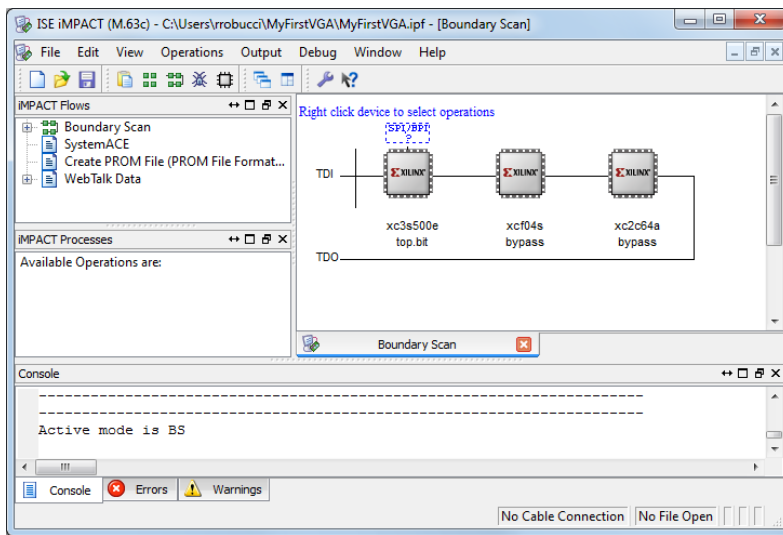 ISE iMPACT (M.63c) - C:\Users\rrobucci\MyFirstVGA\MyFirstVGA.ipf - [Boundary Scan]
File Edit View Operations Output Debug Window Help
iMPACT Flows
Boundary Scan
SystemACE
Create PROM File (PROM File Format...
WebTalk Data
iMPACT Processes
Available Operations are:
Right click device to select operations
SPI/BPI
?
TDI
XILINX XILINX XILINX
xc3s500e xcf04s xc2c64a
top.bit bypass bypass
TDO
Boundary Scan
Console
----------------------------------------------------------------------
----------------------------------------------------------------------
Active mode is BS
Console Errors Warnings
No Cable Connection No File Open